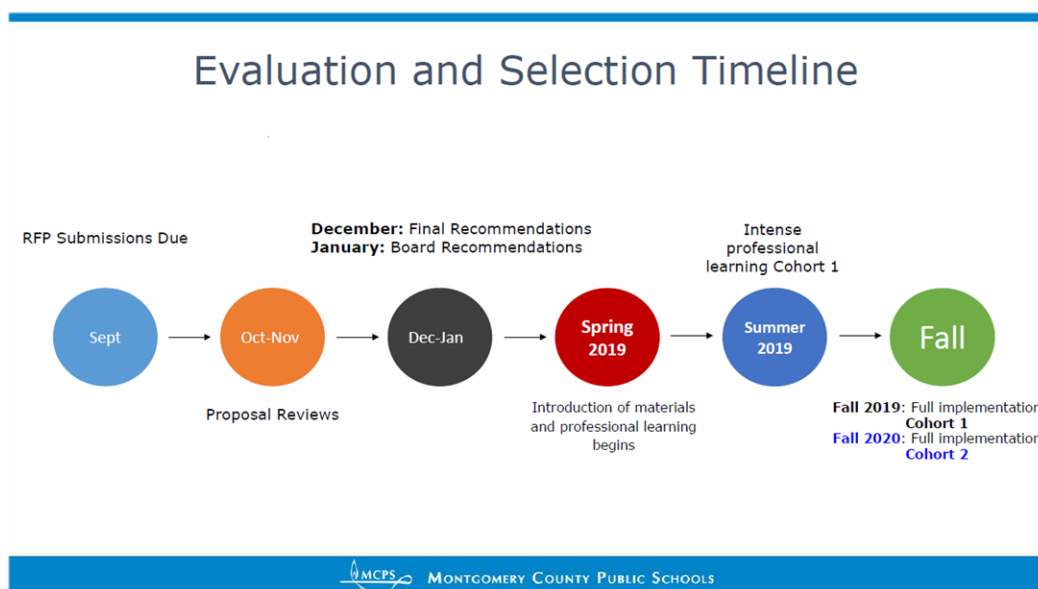 Evaluation and Selection Timeline
RFP Submissions Due
December: Final Recommendations
January: Board Recommendations
Intense
professional
learning Cohort 1
Sept
Oct-Nov
Dec-Jan
Spring
2019
Summer
2019
Fall
Proposal Reviews
Introduction of materials
and professional learning
begins
Fall 2019: Full implementation
Cohort 1
Fall 2020: Full implementation
Cohort 2
MCPS MONTGOMERY COUNTY PUBLIC SCHOOLS